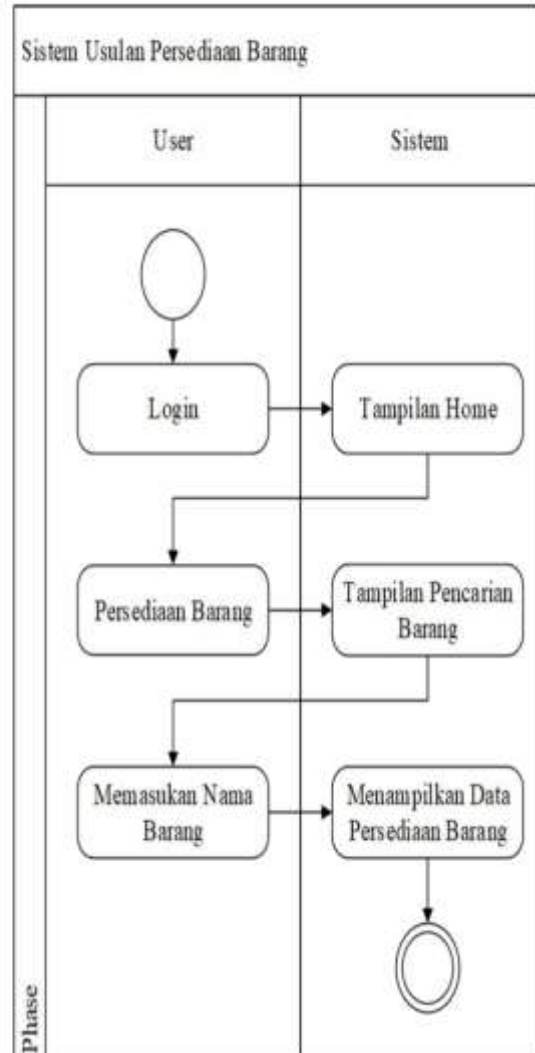 Sistem Usulan Persediaan Barang
User
Sistem
Login
Tampilan Home
Persediaan Barang
Tampilan Pencarian
Barang
Memasukan Nama
Barang
Menampilkan Data
Persediaan Barang
Phase